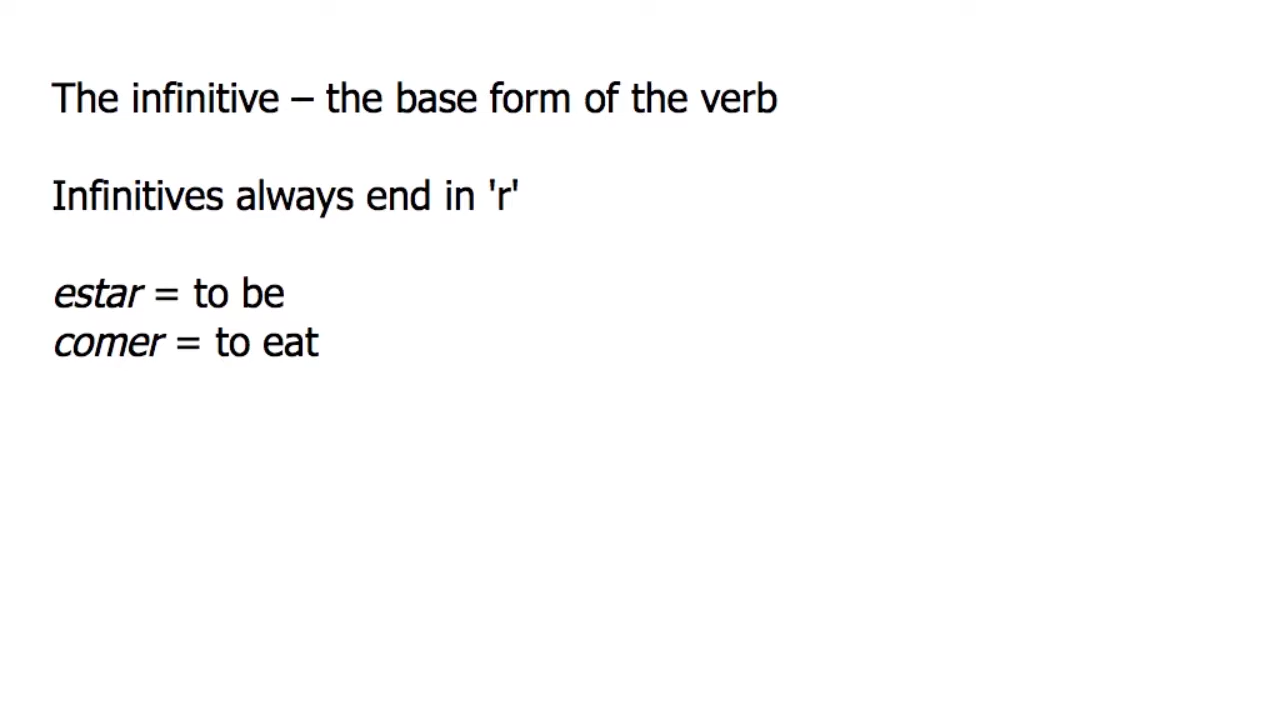 The infinitive – the base form of the verb
Infinitives always end in 'r'
estar = to be
comer = to eat